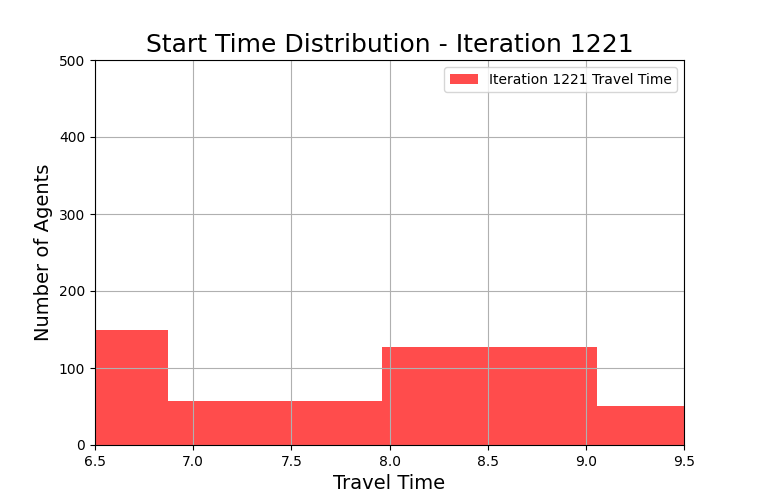 Start Time Distribution - Iteration 1221
Iteration 1221 Travel Time
Number of Agents
500
400
300
200
100
0
6.5 7.0 7.5 8.0 8.5 9.0 9.5
Travel Time